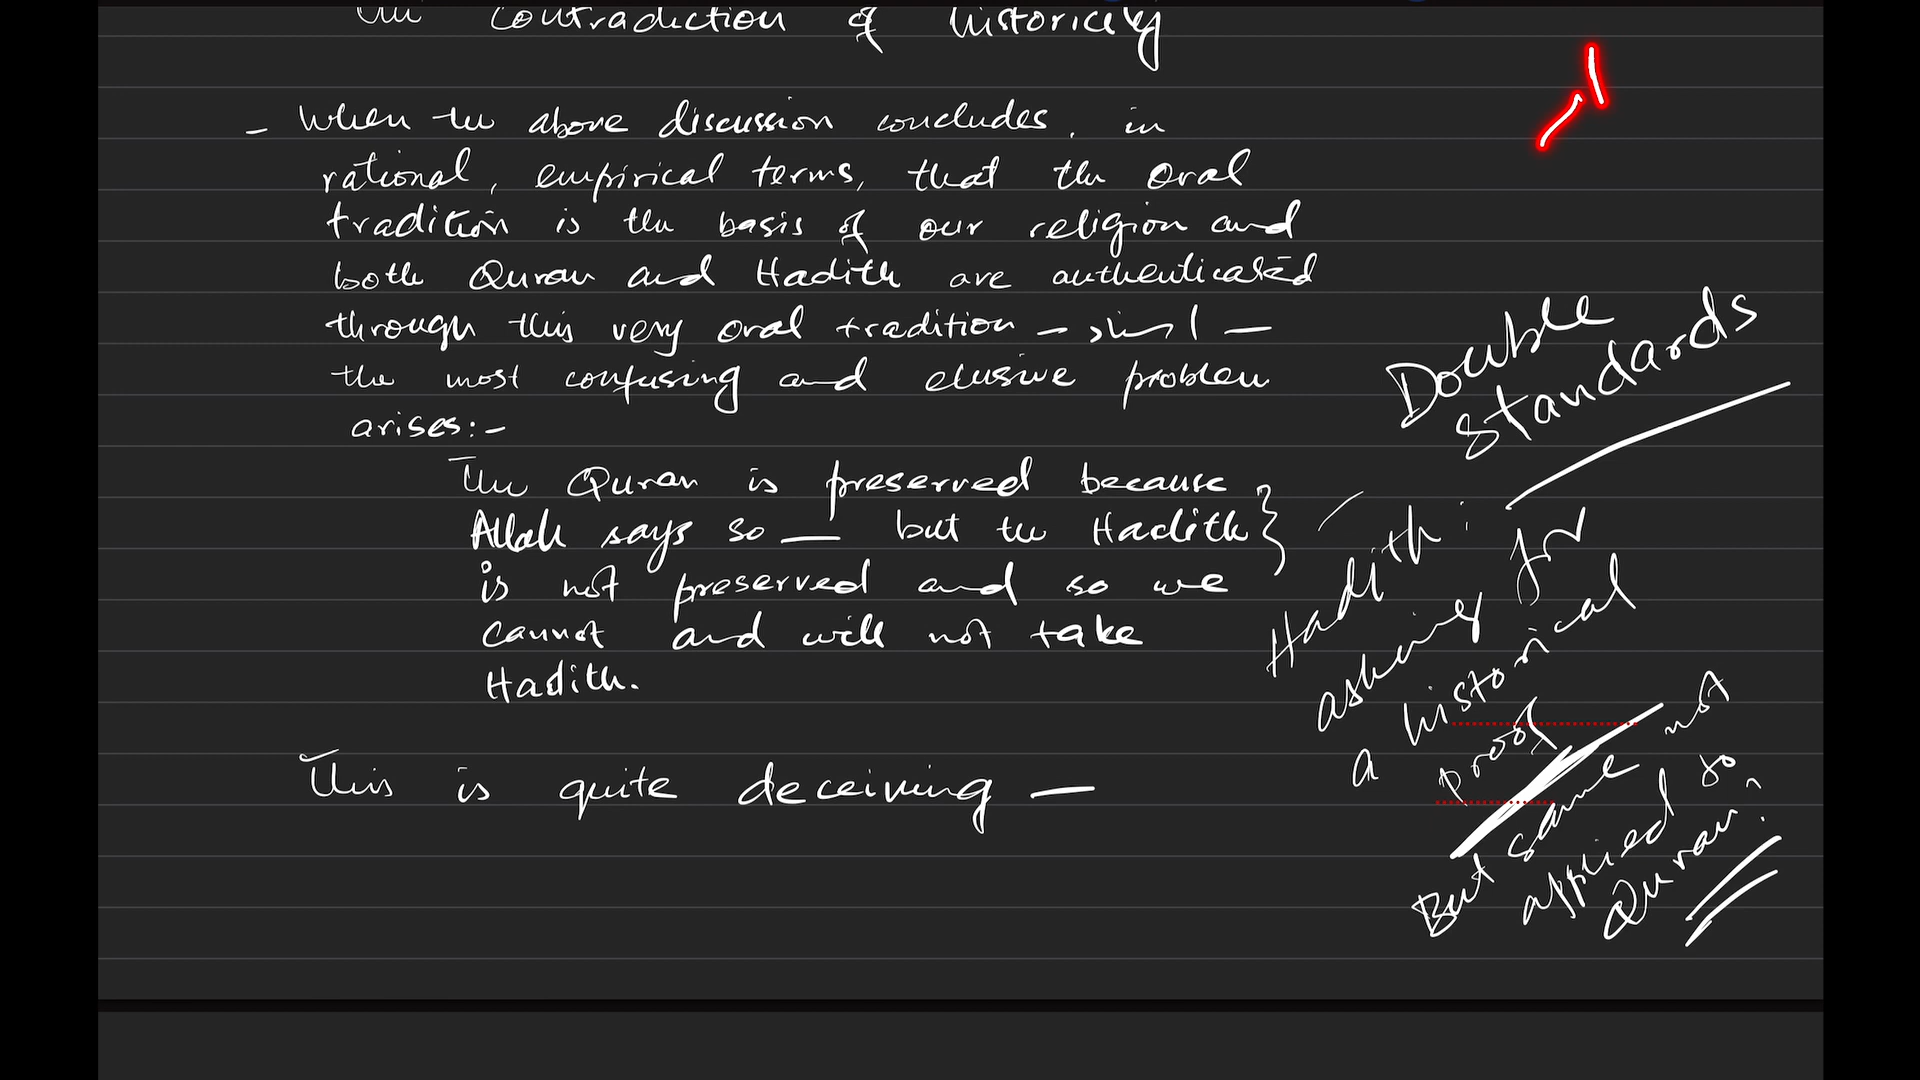 The contradiction of historicity
- When the above discussion concludes, in
rational, empirical terms, that the oral
tradition is the basis of our religion and
both Quran and Hadith are authenticated
through this very oral tradition - —
the most confusing and elusive problem
arises:-
The Quran is preserved because
Allah says so — but the Hadith
is not preserved and so we
cannot and will not take
Hadith.
This is quite deceiving —
Double
standards
Hadith:
asking for
a historical
proof
But same not
applied to
Quran?